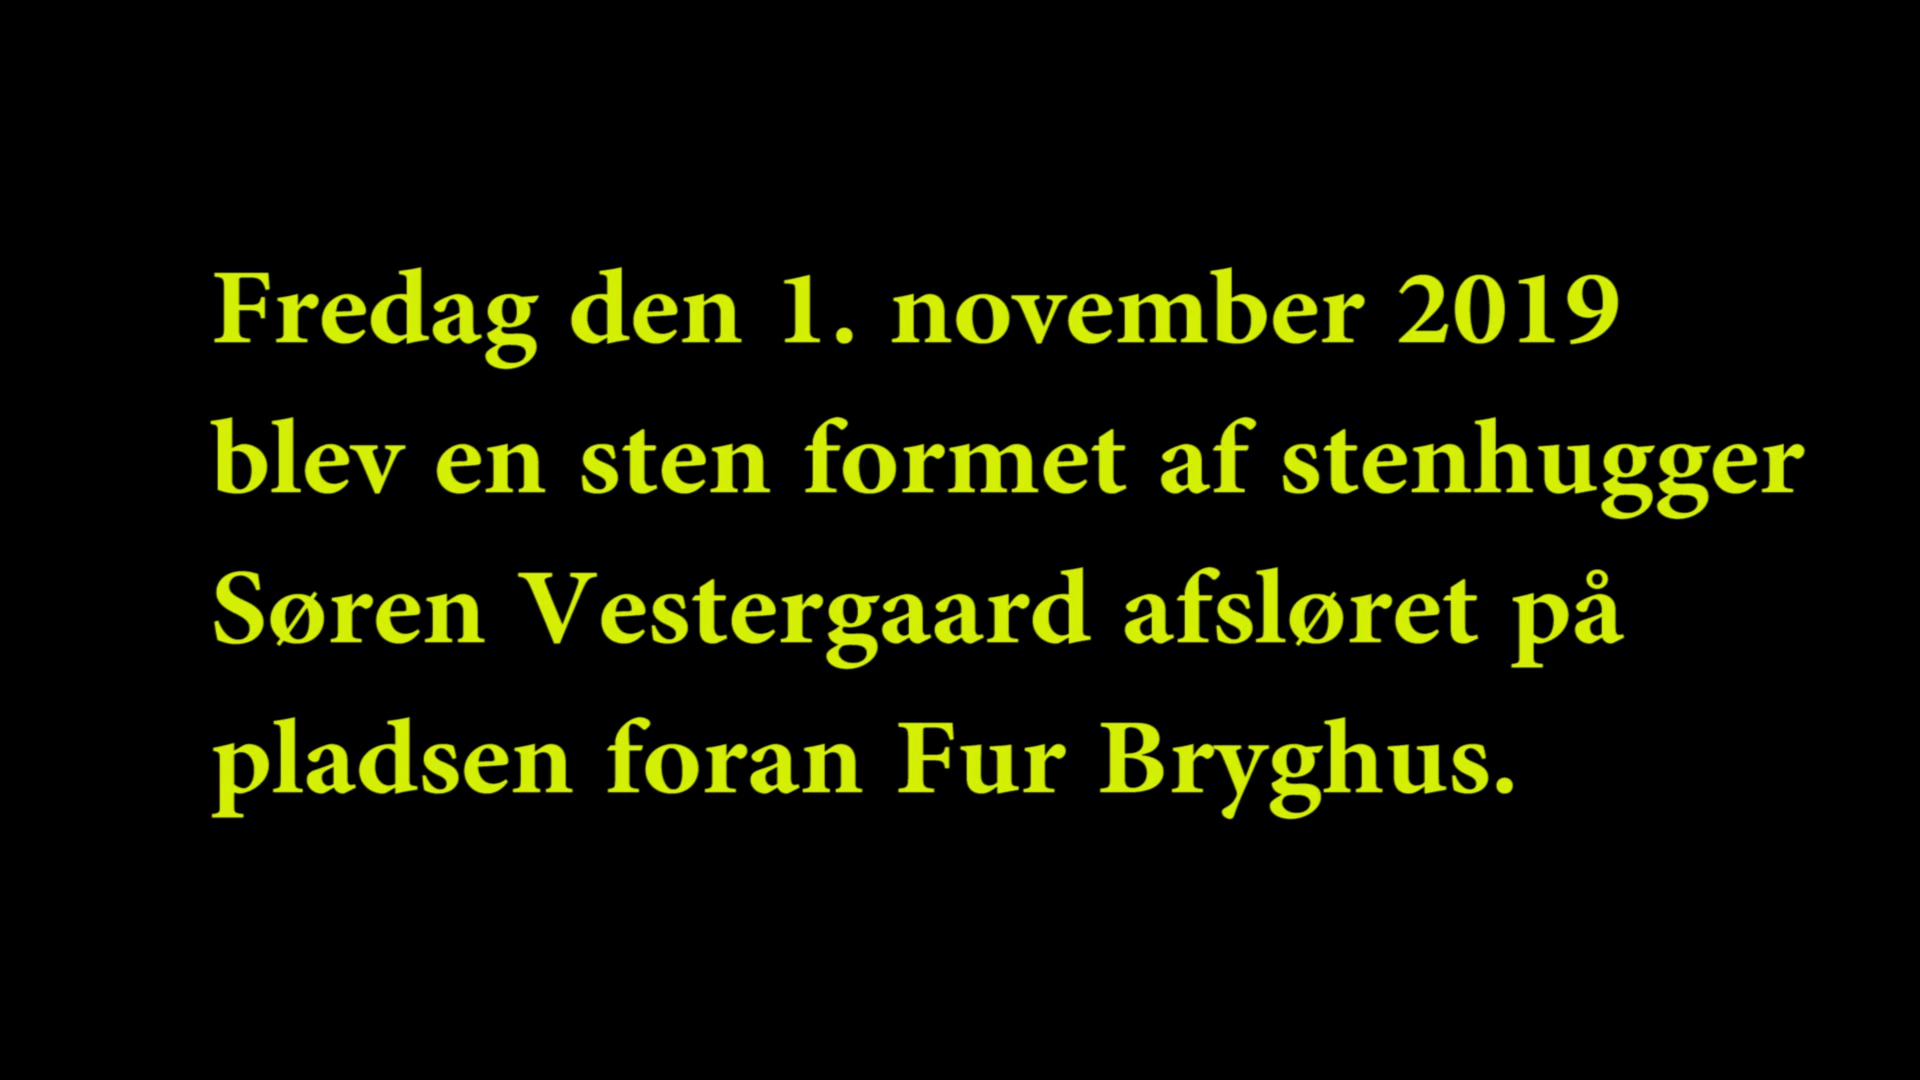 Fredag den 1. november 2019
blev en sten formet af stenhugger
Søren Vestergaard afsløret på
pladsen foran Fur Bryghus.